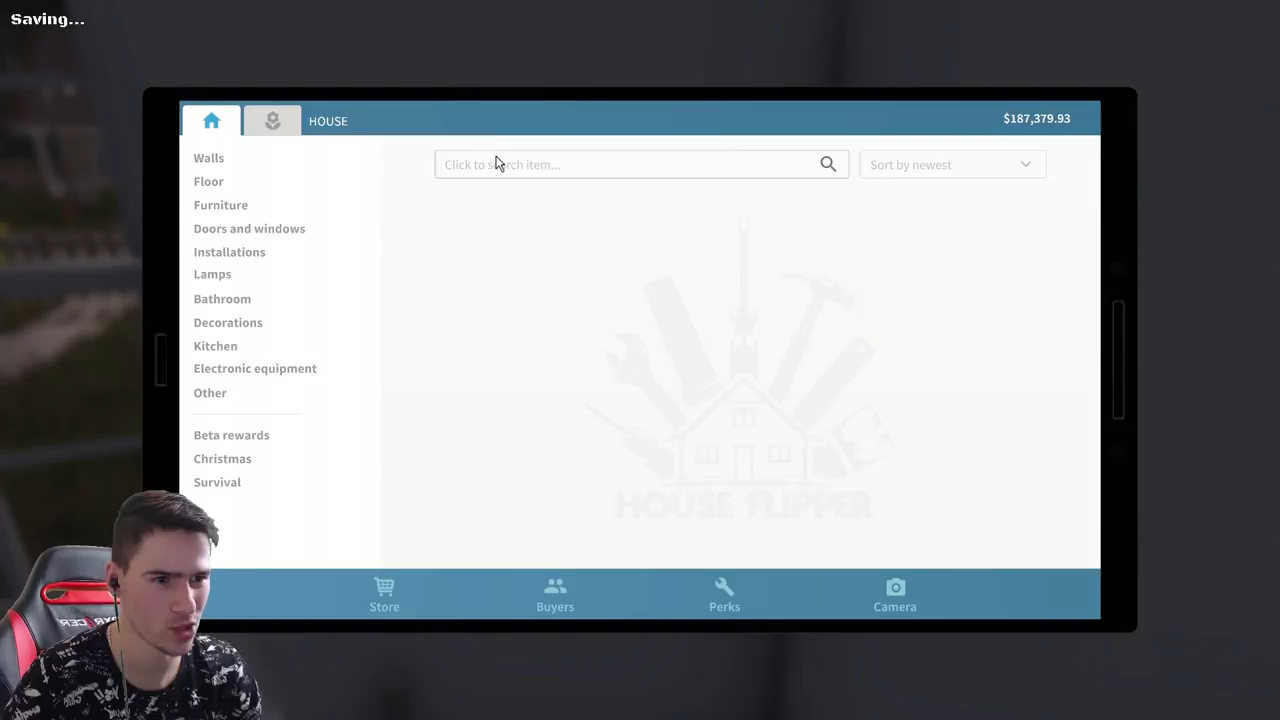 Saving...
HOUSE
$187,379.93
Walls
Floor
Furniture
Doors and windows
Installations
Lamps
Bathroom
Decorations
Kitchen
Electronic equipment
Other
Beta rewards
Christmas
Survival
Click to search item...
Sort by newest
HOUSE FLIPPER
Store
Buyers
Perks
Camera